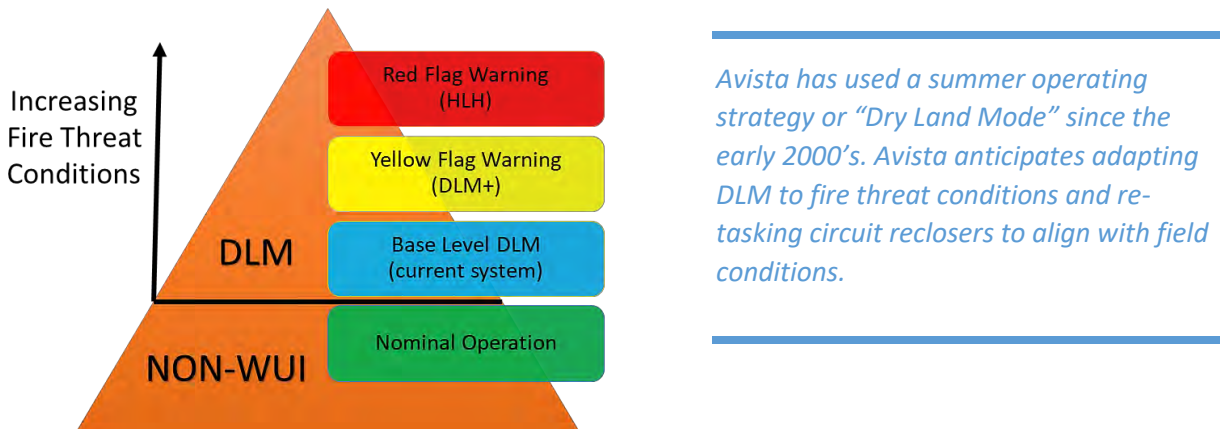 Increasing
Fire Threat
Conditions
Red Flag Warning
(HLH)
Yellow Flag Warning
(DLM+)
DLM
Base Level DLM
(current system)
NON-WUI
Nominal Operation
Avista has used a summer operating
strategy or “Dry Land Mode” since the
early 2000’s. Avista anticipates adapting
DLM to fire threat conditions and re-
tasking circuit reclosers to align with field
conditions.